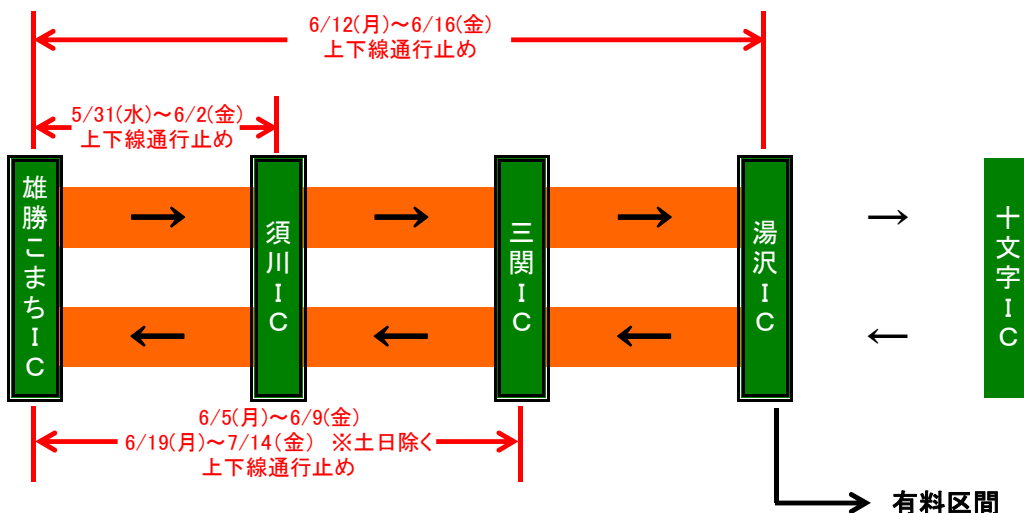 6/12(月)～6/16(金)
上下線通行止め
5/31(水)～6/2(金)
上下線通行止め
雄勝こまちＩＣ
須川ＩＣ
三関ＩＣ
湯沢ＩＣ
十文字ＩＣ
6/5(月)～6/9(金)
6/19(月)～7/14(金) ※土日除く
上下線通行止め
有料区間